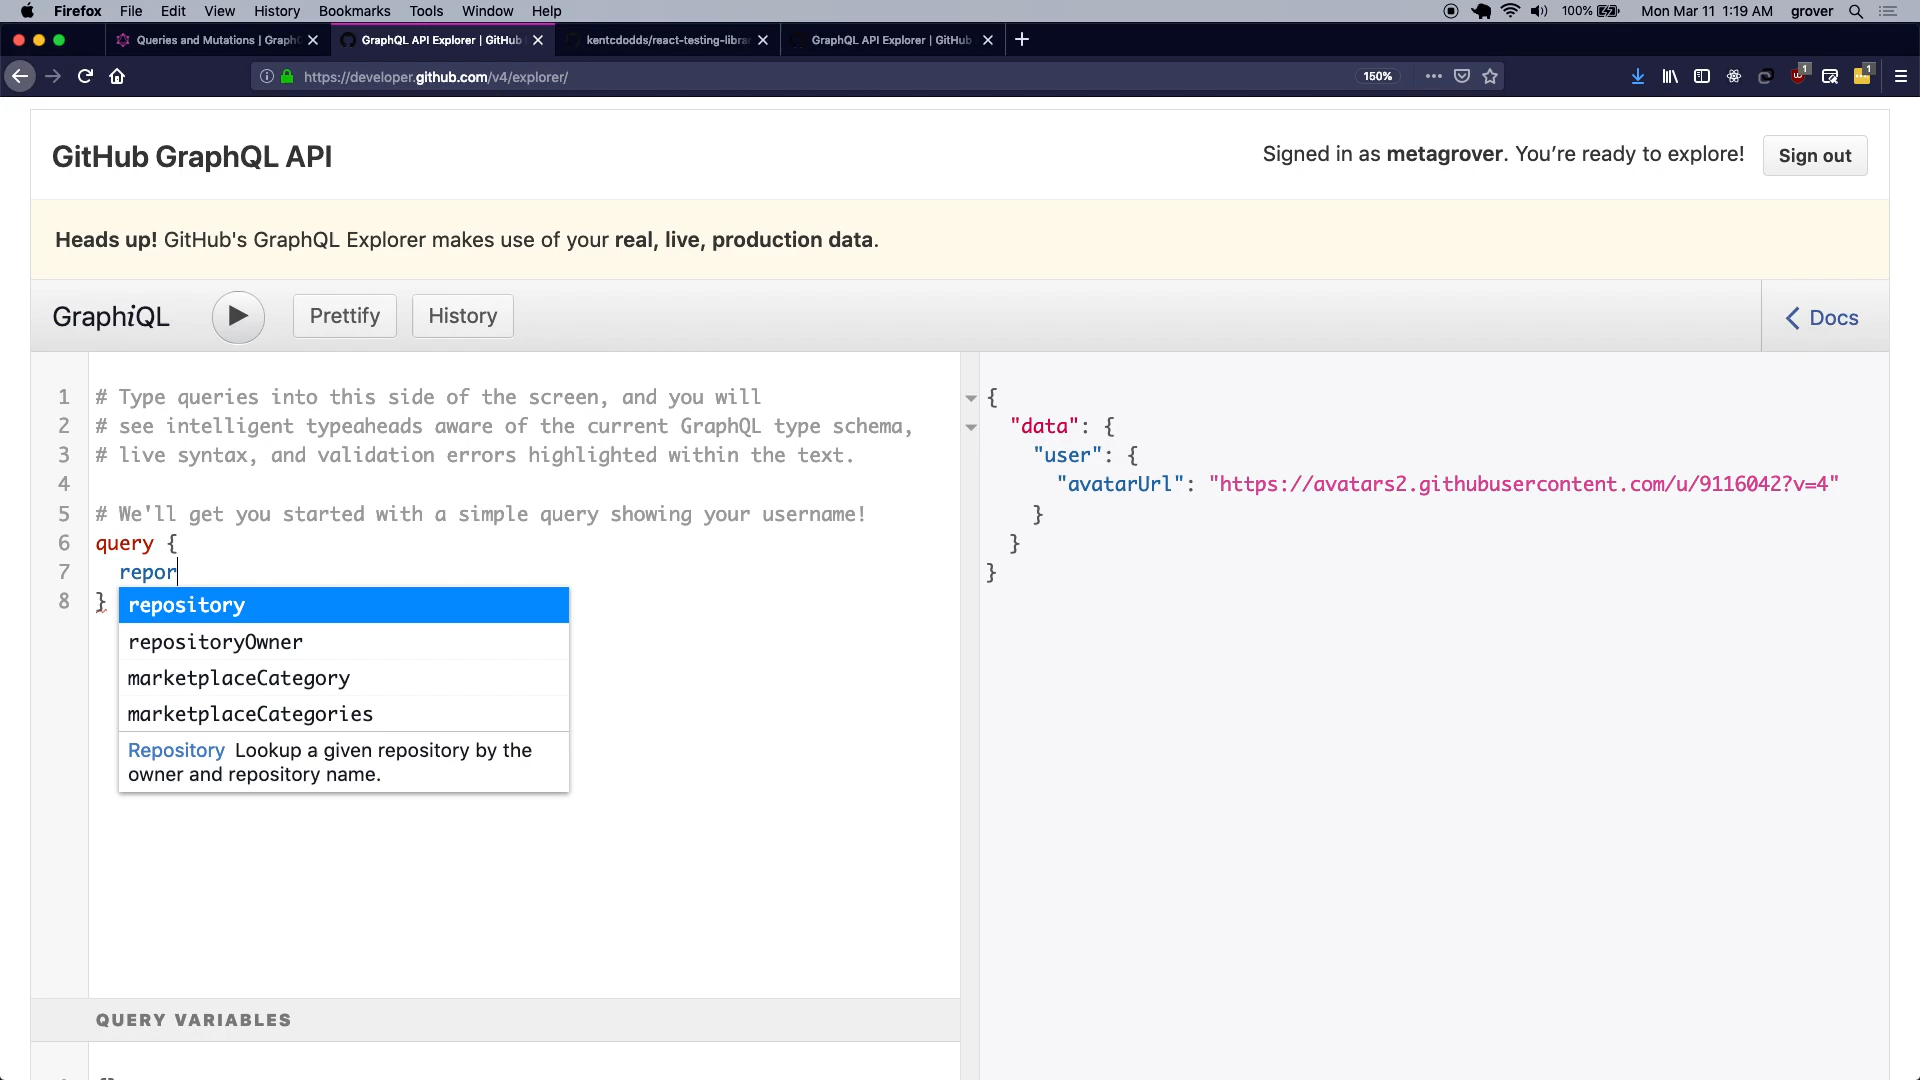 Firefox File Edit View History Bookmarks Tools Window Help 100% Mon Mar 11 1:19 AM grover
Queries and Mutations | Graph GraphQL API Explorer | GitHub kentcdodds/react-testing-libra GraphQL API Explorer | GitHub
https://developer.github.com/v4/explorer/ 150% 1 1
GitHub GraphQL API
Signed in as metagrover. You’re ready to explore! Sign out
Heads up! GitHub's GraphQL Explorer makes use of your real, live, production data.
GraphiQL Prettify History Docs
1 # Type queries into this side of the screen, and you will
2 # see intelligent typeaheads aware of the current GraphQL type schema,
3 # live syntax, and validation errors highlighted within the text.
4
5 # We'll get you started with a simple query showing your username!
6 query {
7 repor
8 }
repository
repositoryOwner
marketplaceCategory
marketplaceCategories
Repository Lookup a given repository by the
owner and repository name.
{
"data": {
"user": {
"avatarUrl": "https://avatars2.githubusercontent.com/u/9116042?v=4"
}
}
}
QUERY VARIABLES